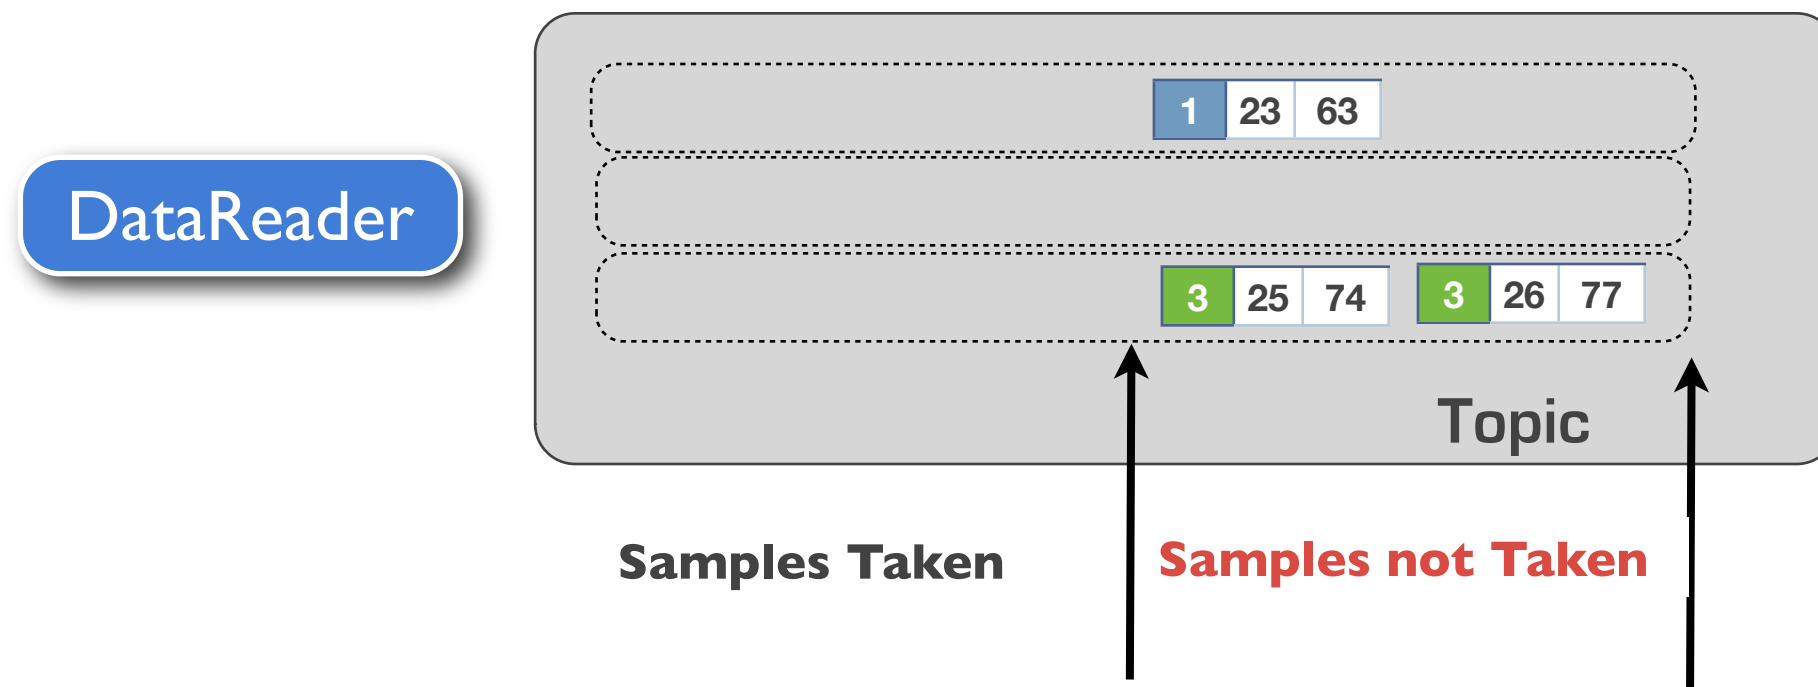 1 23 63
DataReader
3 25 74 3 26 77
Topic
Samples Taken Samples not Taken